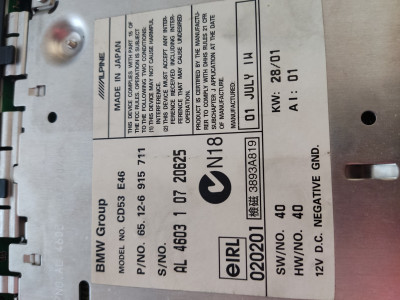 BMW Group
MODEL NO. CD53 E46
P/NO. 65. 12-6 915 711
S/NO.
AL 4603 1 07 20625
eiRL
020201 檢磁 3893A819
N18
SW/NO. 40
HW/NO. 40
12V D.C. NEGATIVE GND.
ALPINE
MADE IN JAPAN
THIS DEVICE COMPLIES WITH PART 15 OF
THE FCC RULES. OPERATION IS SUBJECT
TO THE FOLLOWING TWO CONDITIONS:
(1) THIS DEVICE MAY NOT CAUSE HARMFUL
INTERFERENCE.
(2) THIS DEVICE MUST ACCEPT ANY INTER-
FERENCE RECEIVED INCLUDING INTER-
FERENCE THAT MAY CAUSE UNDESIRED
OPERATION.
PRODUCT IS CERTIFIED BY THE MANUFACTU-
RER TO COMPLY WITH DHHS RULES 21 CFR
SUBCHAPTER J APPLICATION AT THE DATE
OF MANUFACTURE.
MANUFACTURED:
01 JULY 1W
KW: 28/01
AI: 01